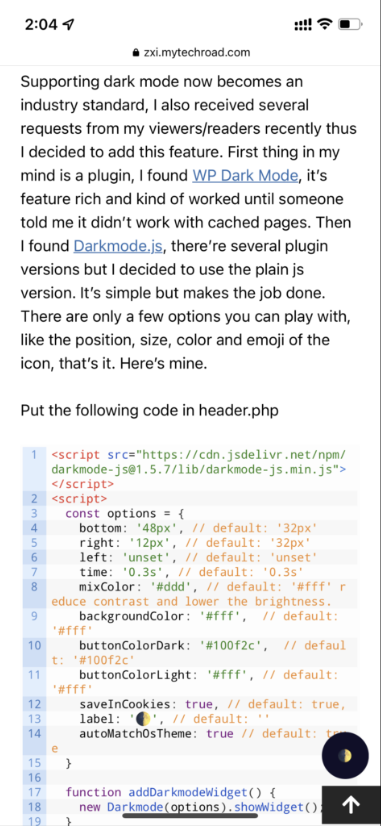 2:04
zxi.mytechroad.com
Supporting dark mode now becomes an
industry standard, I also received several
requests from my viewers/readers recently thus
I decided to add this feature. First thing in my
mind is a plugin, I found WP Dark Mode, it's
feature rich and kind of worked until someone
told me it didn't work with cached pages. Then
I found Darkmode.js, there're several plugin
versions but I decided to use the plain js
version. It's simple but makes the job done.
There are only a few options you can play with,
like the position, size, color and emoji of the
icon, that's it. Here's mine.
Put the following code in header.php
1 <script src="https://cdn.jsdelivr.net/npm/
darkmode-js@1.5.7/lib/darkmode-js.min.js">
</script>
2 <script>
3 const options = {
4 bottom: '48px', // default: '32px'
5 right: '12px', // default: '32px'
6 left: 'unset', // default: 'unset'
7 time: '0.3s', // default: '0.3s'
8 mixColor: '#ddd', // default: '#fff' r
educe contrast and lower the brightness.
9 backgroundColor: '#fff', // default:
'#fff'
10 buttonColorDark: '#100f2c', // defaul
t: '#100f2c'
11 buttonColorLight: '#fff', // default:
'#fff'
12 saveInCookies: true, // default: true,
13 label: '🌓', // default: ''
14 autoMatchOsTheme: true // default:
e
15 }
16
17 function addDarkmodeWidget() {
18 new Darkmode(options).showWidget();
19 }